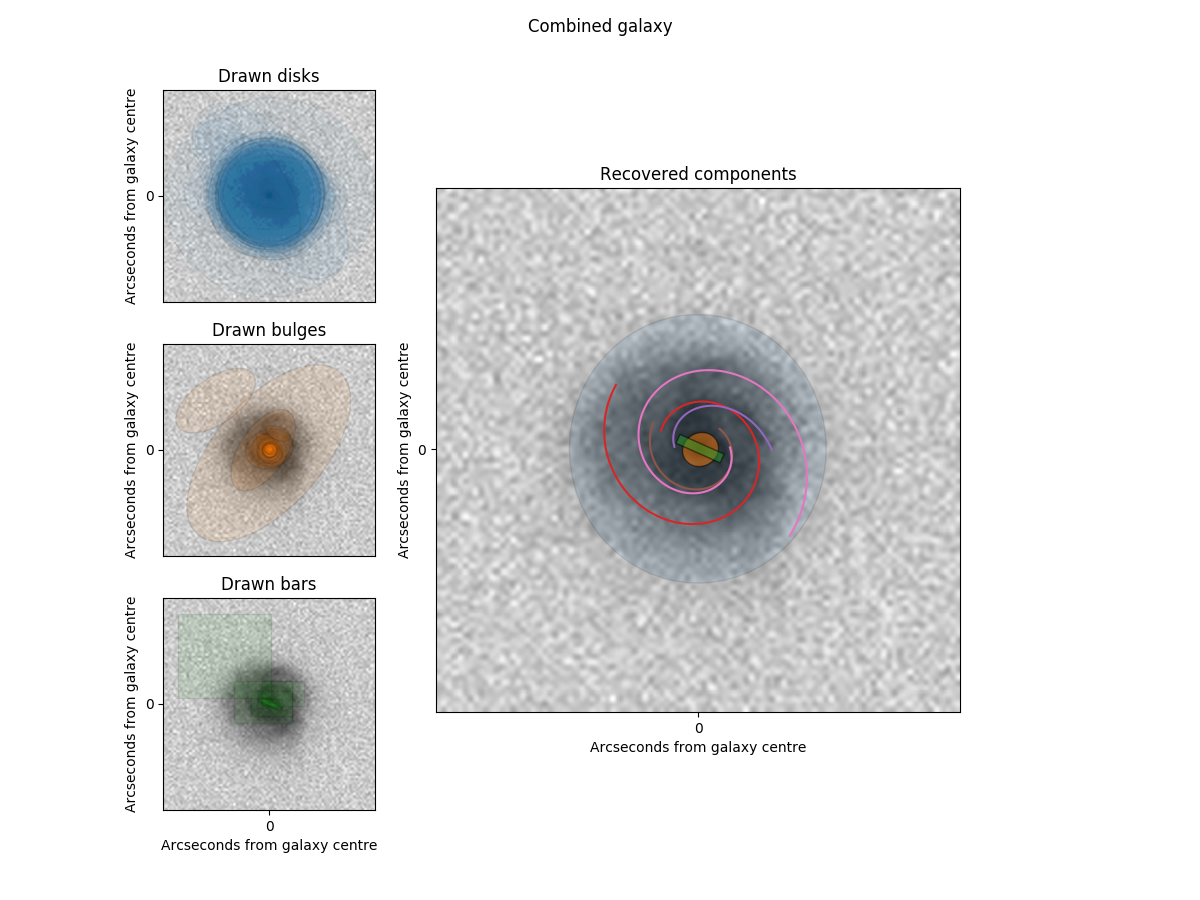 Combined galaxy
Drawn disks
Arcseconds from galaxy centre
0
Drawn bulges
Arcseconds from galaxy centre
0
Drawn bars
Arcseconds from galaxy centre
0
0
Arcseconds from galaxy centre
Recovered components
Arcseconds from galaxy centre
0
0
Arcseconds from galaxy centre